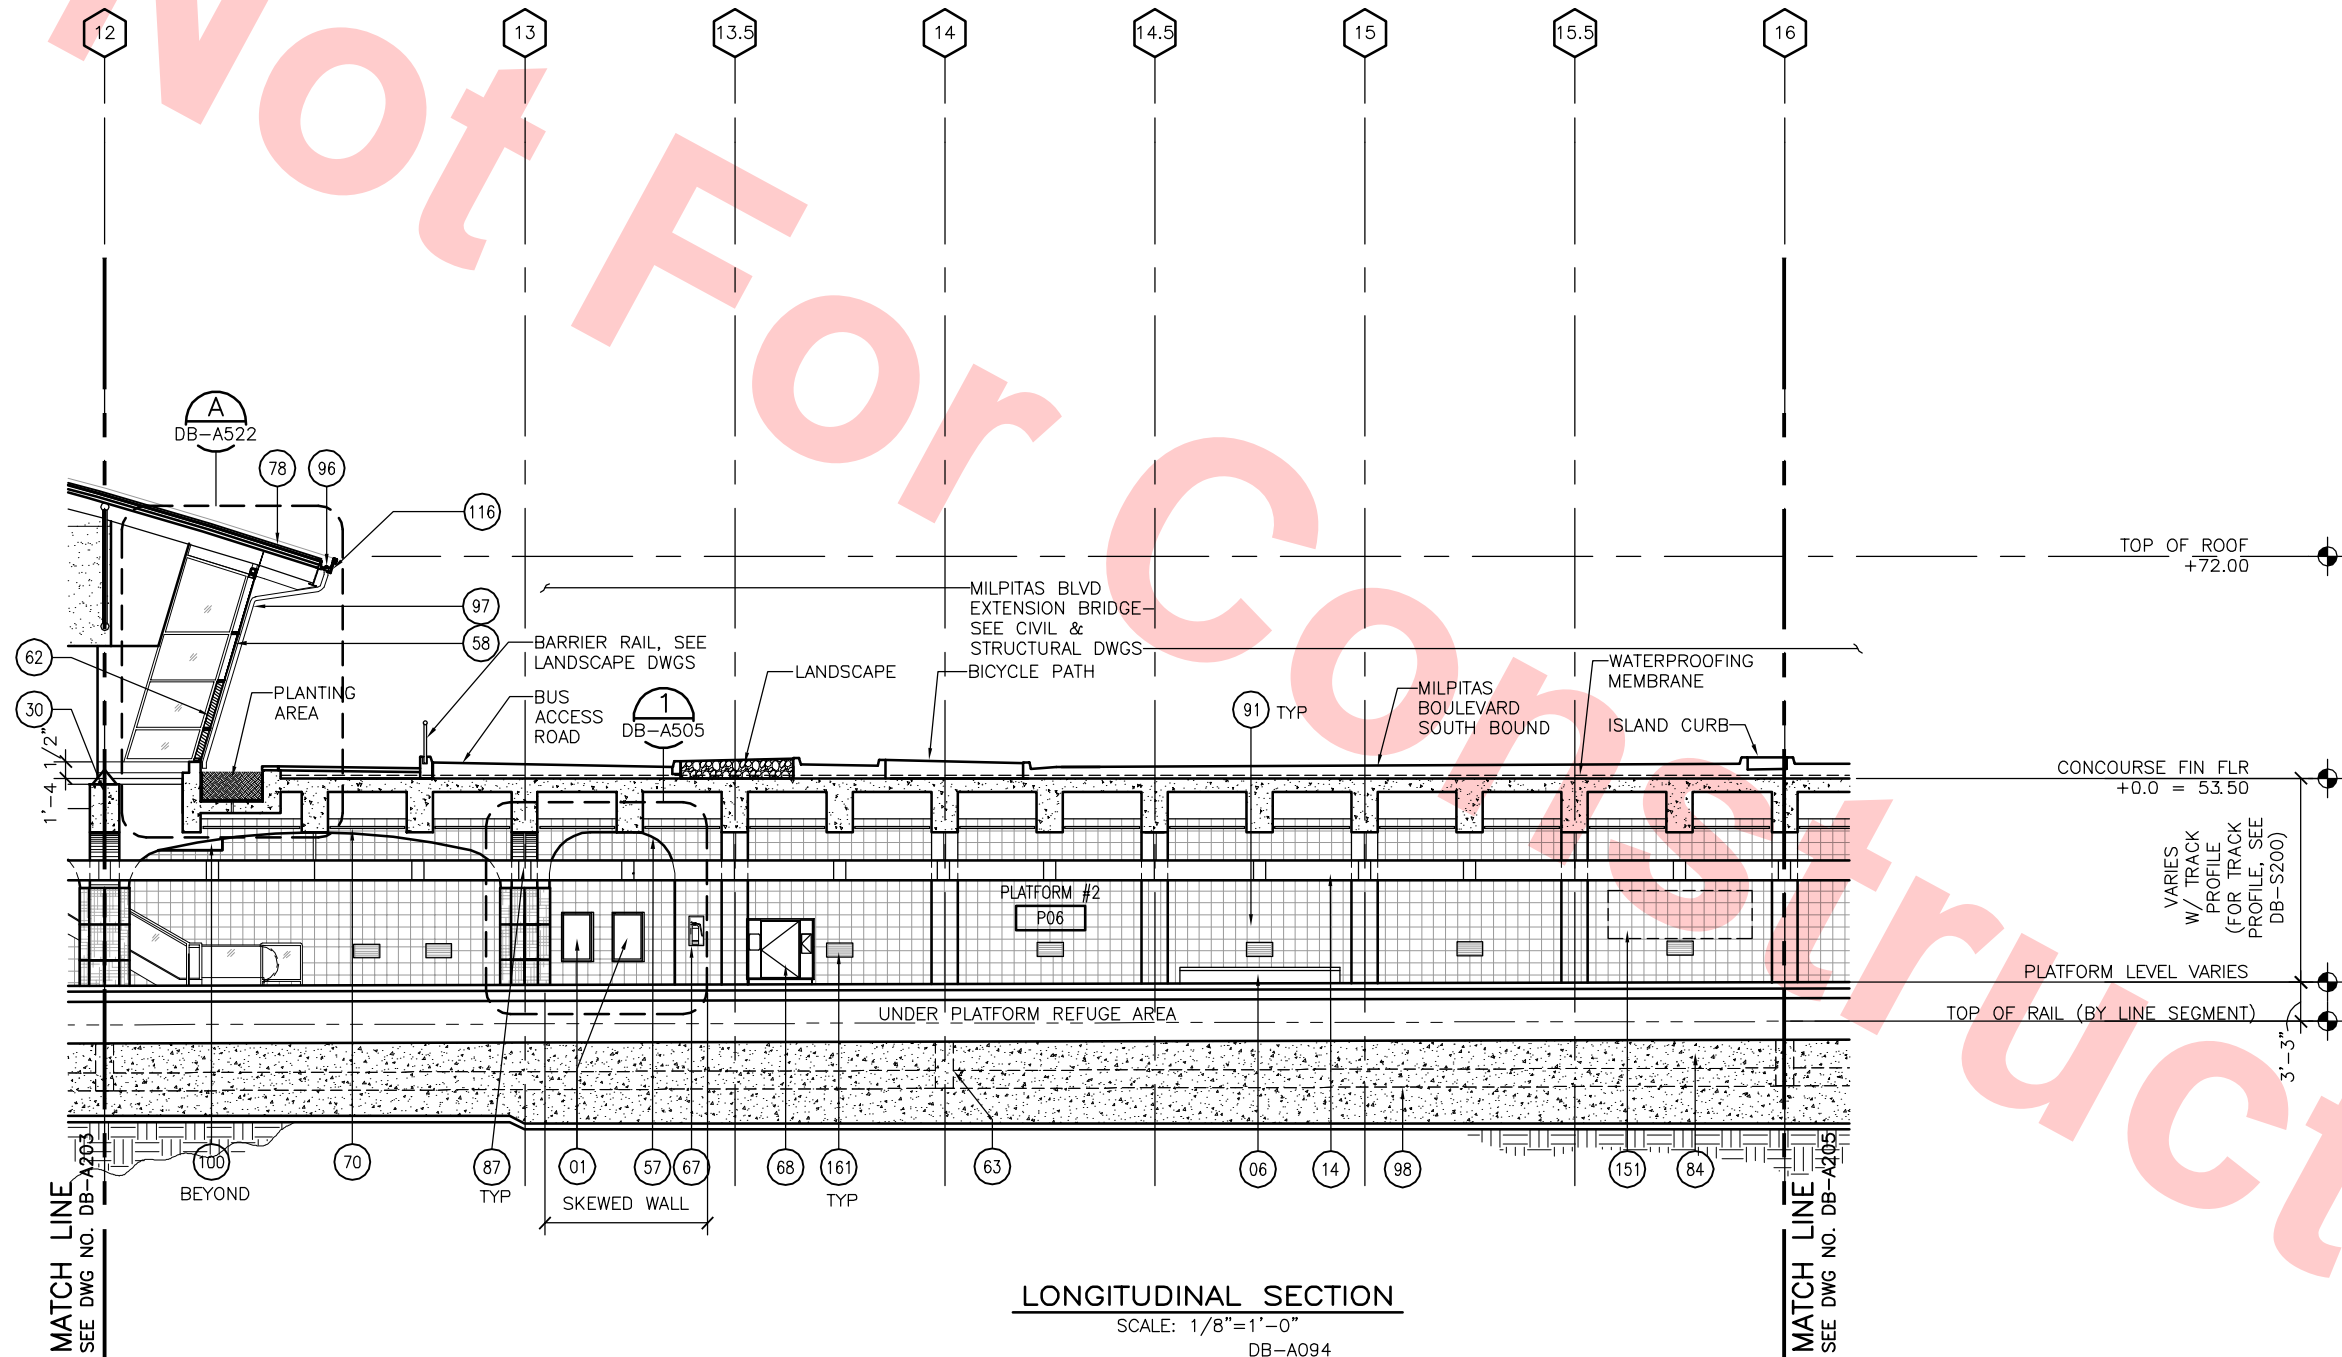 Not For Construct
12
13
13.5
14
14.5
15
15.5
16
A
DB-A522
78
96
116
97
58
62
30
1'-4 1/2"
PLANTING
AREA
BARRIER RAIL, SEE
LANDSCAPE DWGS
BUS
ACCESS
ROAD
1
DB-A505
LANDSCAPE
MILPITAS BLVD
EXTENSION BRIDGE-
SEE CIVIL &
STRUCTURAL DWGS
BICYCLE PATH
91 TYP
MILPITAS
BOULEVARD
SOUTH BOUND
WATERPROOFING
MEMBRANE
ISLAND CURB
TOP OF ROOF
+72.00
CONCOURSE FIN FLR
+0.0 = 53.50
VARIES
W/ TRACK
PROFILE
(FOR TRACK
PROFILE, SEE
DB-S200)
PLATFORM LEVEL VARIES
TOP OF RAIL (BY LINE SEGMENT)
3'-3"
PLATFORM #2
P06
UNDER PLATFORM REFUGE AREA
100
BEYOND
70
87
TYP
01
57
67
SKEWED WALL
68
161
TYP
63
06
14
98
151
84
MATCH LINE
SEE DWG NO. DB-A203
MATCH LINE
SEE DWG NO. DB-A205
LONGITUDINAL SECTION
SCALE: 1/8"=1'-0"
DB-A094